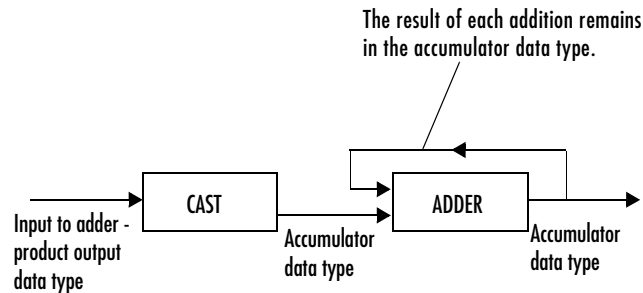 The result of each addition remains
in the accumulator data type.
CAST
ADDER
Input to adder -
product output
data type
Accumulator
data type
Accumulator
data type